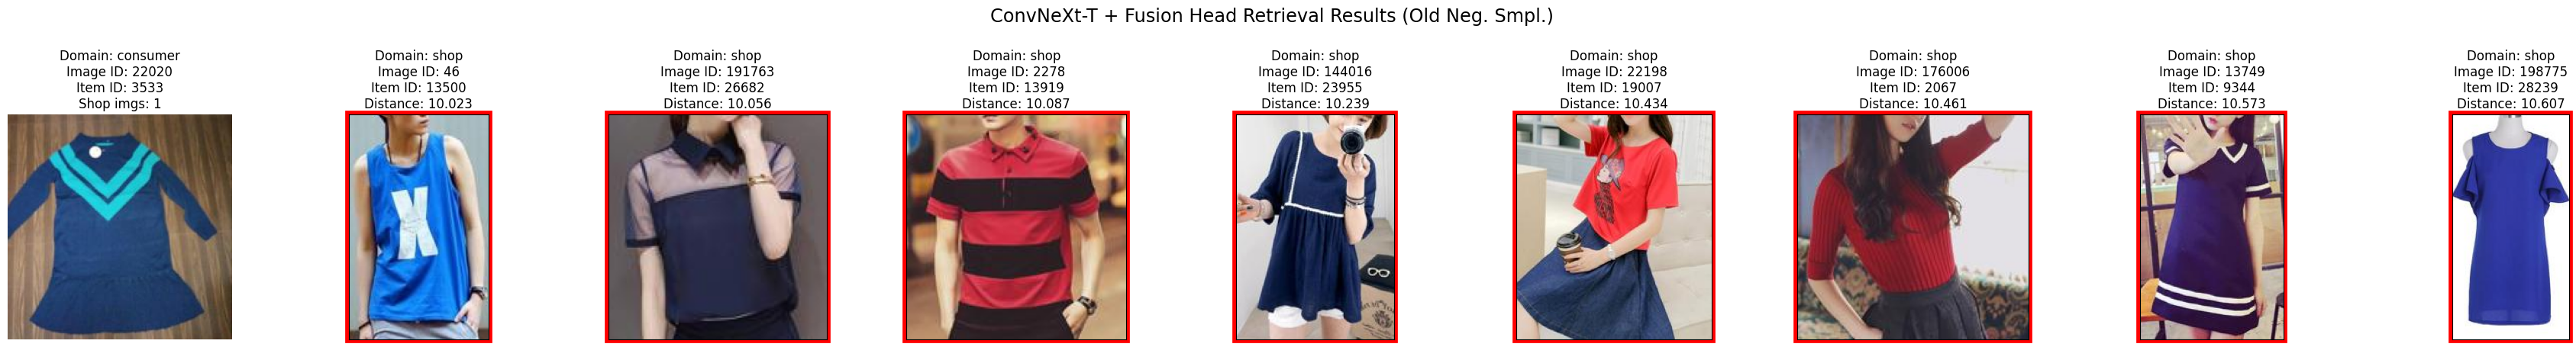 ConvNeXt-T + Fusion Head Retrieval Results (Old Neg. Smpl.)
Domain: consumer
Image ID: 22020
Item ID: 3533
Shop imgs: 1
Domain: shop
Image ID: 46
Item ID: 13500
Distance: 10.023
Domain: shop
Image ID: 191763
Item ID: 26682
Distance: 10.056
Domain: shop
Image ID: 2278
Item ID: 13919
Distance: 10.087
Domain: shop
Image ID: 144016
Item ID: 23955
Distance: 10.239
Domain: shop
Image ID: 22198
Item ID: 19007
Distance: 10.434
Domain: shop
Image ID: 176006
Item ID: 2067
Distance: 10.461
Domain: shop
Image ID: 13749
Item ID: 9344
Distance: 10.573
Domain: shop
Image ID: 198775
Item ID: 28239
Distance: 10.607
X